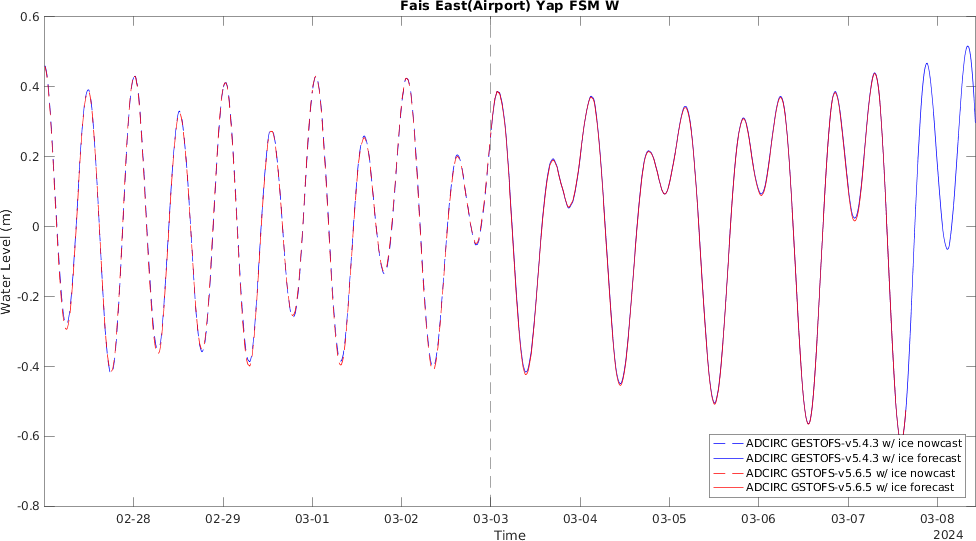 Fais East(Airport) Yap FSM W
0.6
0.4
0.2
0
-0.2
-0.4
-0.6
-0.8
Water Level (m)
ADCIRC GESTOFS-v5.4.3 w/ ice nowcast
ADCIRC GESTOFS-v5.4.3 w/ ice forecast
ADCIRC GSTOFS-v5.6.5 w/ ice nowcast
ADCIRC GSTOFS-v5.6.5 w/ ice forecast
02-28 02-29 03-01 03-02 03-03 03-04 03-05 03-06 03-07 03-08
Time
2024